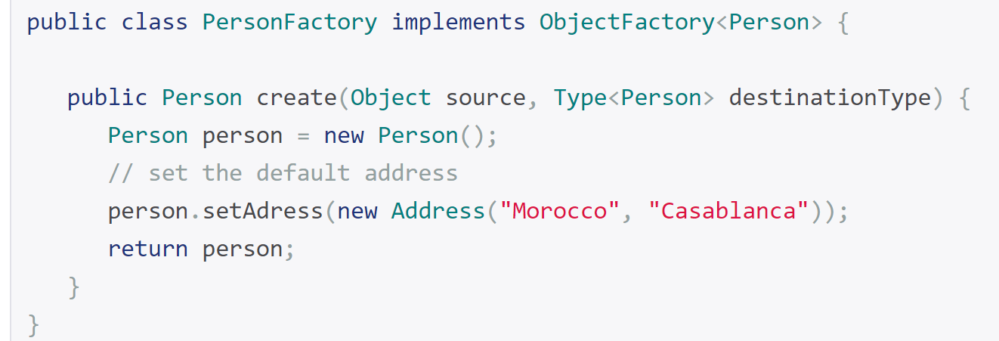 public class PersonFactory implements ObjectFactory<Person> {
public Person create(Object source, Type<Person> destinationType) {
Person person = new Person();
// set the default address
person.setAdress(new Address("Morocco", "Casablanca"));
return person;
}
}